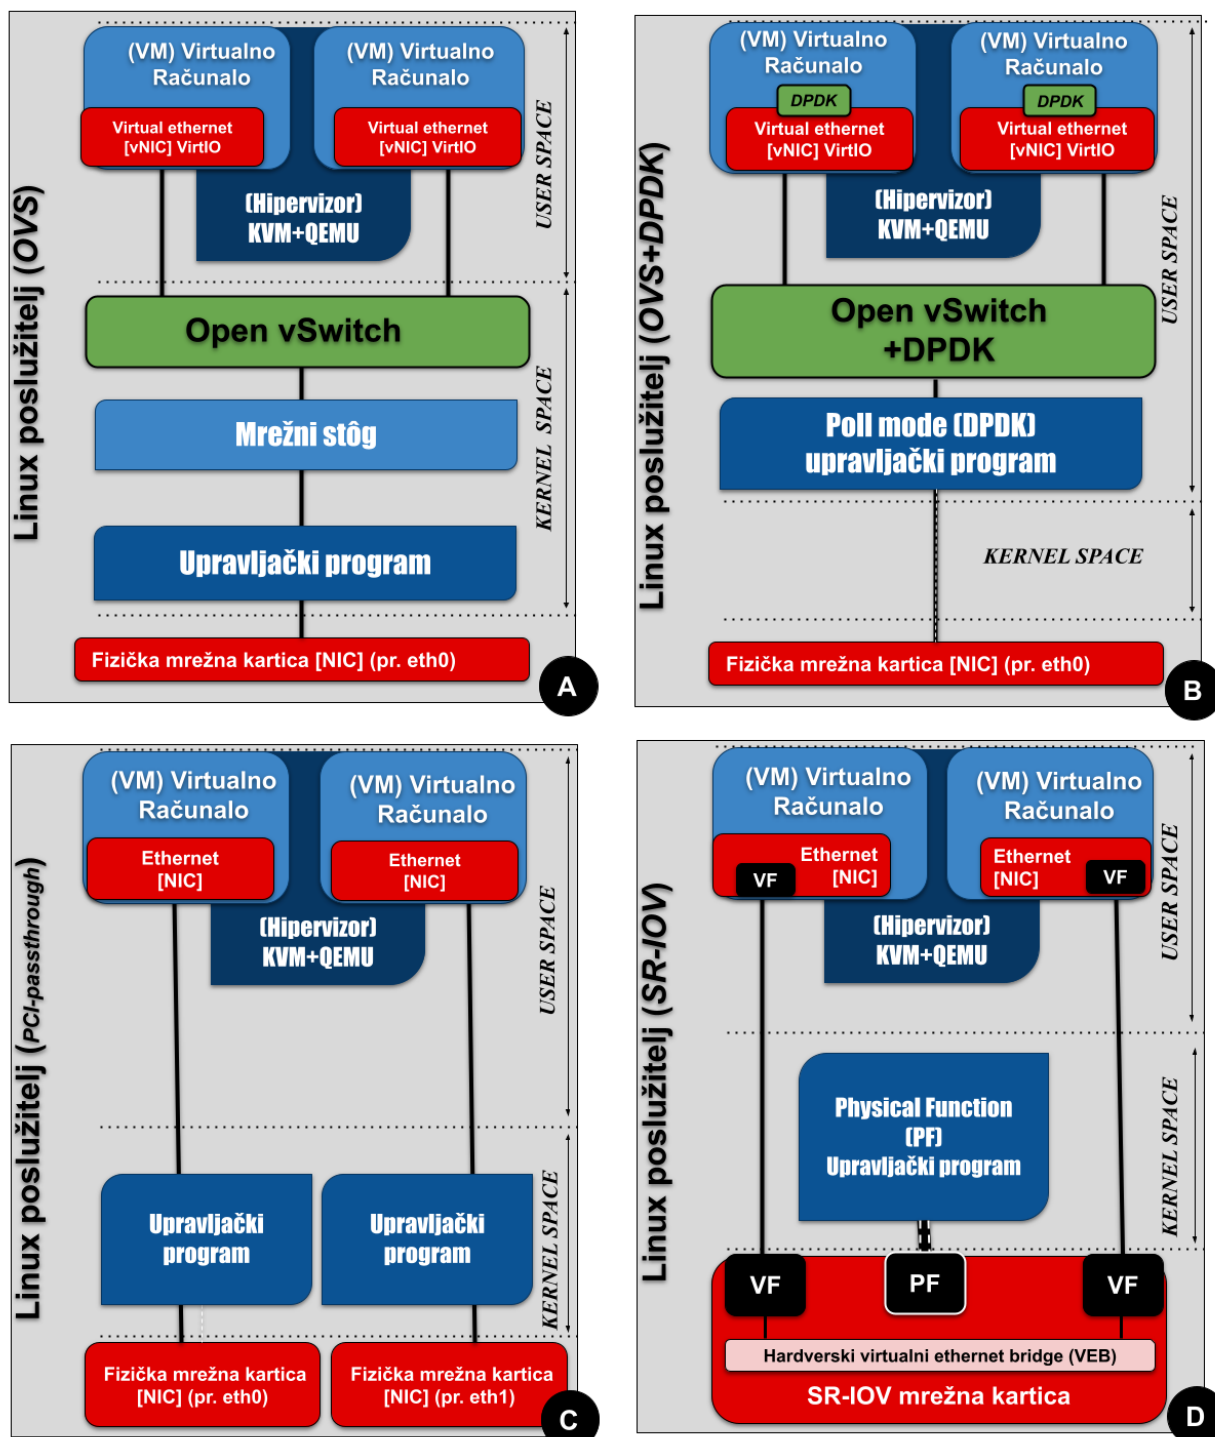 Linux poslužitelj (OVS)
(VM) Virtualno
Računalo
Virtual ethernet
[vNIC] VirtIO
(VM) Virtualno
Računalo
Virtual ethernet
[vNIC] VirtIO
(Hipervizor)
KVM+QEMU
USER SPACE
Open vSwitch
Mrežni stôg
Upravljački program
KERNEL SPACE
Fizička mrežna kartica [NIC] (pr. eth0)
A
Linux poslužitelj (OVS+DPDK)
(VM) Virtualno
Računalo
DPDK
Virtual ethernet
[vNIC] VirtIO
(VM) Virtualno
Računalo
DPDK
Virtual ethernet
[vNIC] VirtIO
(Hipervizor)
KVM+QEMU
USER SPACE
Open vSwitch
+DPDK
Poll mode (DPDK)
upravljački program
KERNEL SPACE
Fizička mrežna kartica [NIC] (pr. eth0)
B
Linux poslužitelj (PCI-passthrough)
(VM) Virtualno
Računalo
Ethernet
[NIC]
(VM) Virtualno
Računalo
Ethernet
[NIC]
(Hipervizor)
KVM+QEMU
USER SPACE
Upravljački
program
Upravljački
program
KERNEL SPACE
Fizička mrežna kartica
[NIC] (pr. eth0)
Fizička mrežna kartica
[NIC] (pr. eth1)
C
Linux poslužitelj (SR-IOV)
(VM) Virtualno
Računalo
Ethernet
[NIC]
VF
(VM) Virtualno
Računalo
Ethernet
[NIC]
VF
(Hipervizor)
KVM+QEMU
USER SPACE
Physical Function
(PF)
Upravljački program
KERNEL SPACE
VF
PF
VF
Hardverski virtualni ethernet bridge (VEB)
SR-IOV mrežna kartica
D